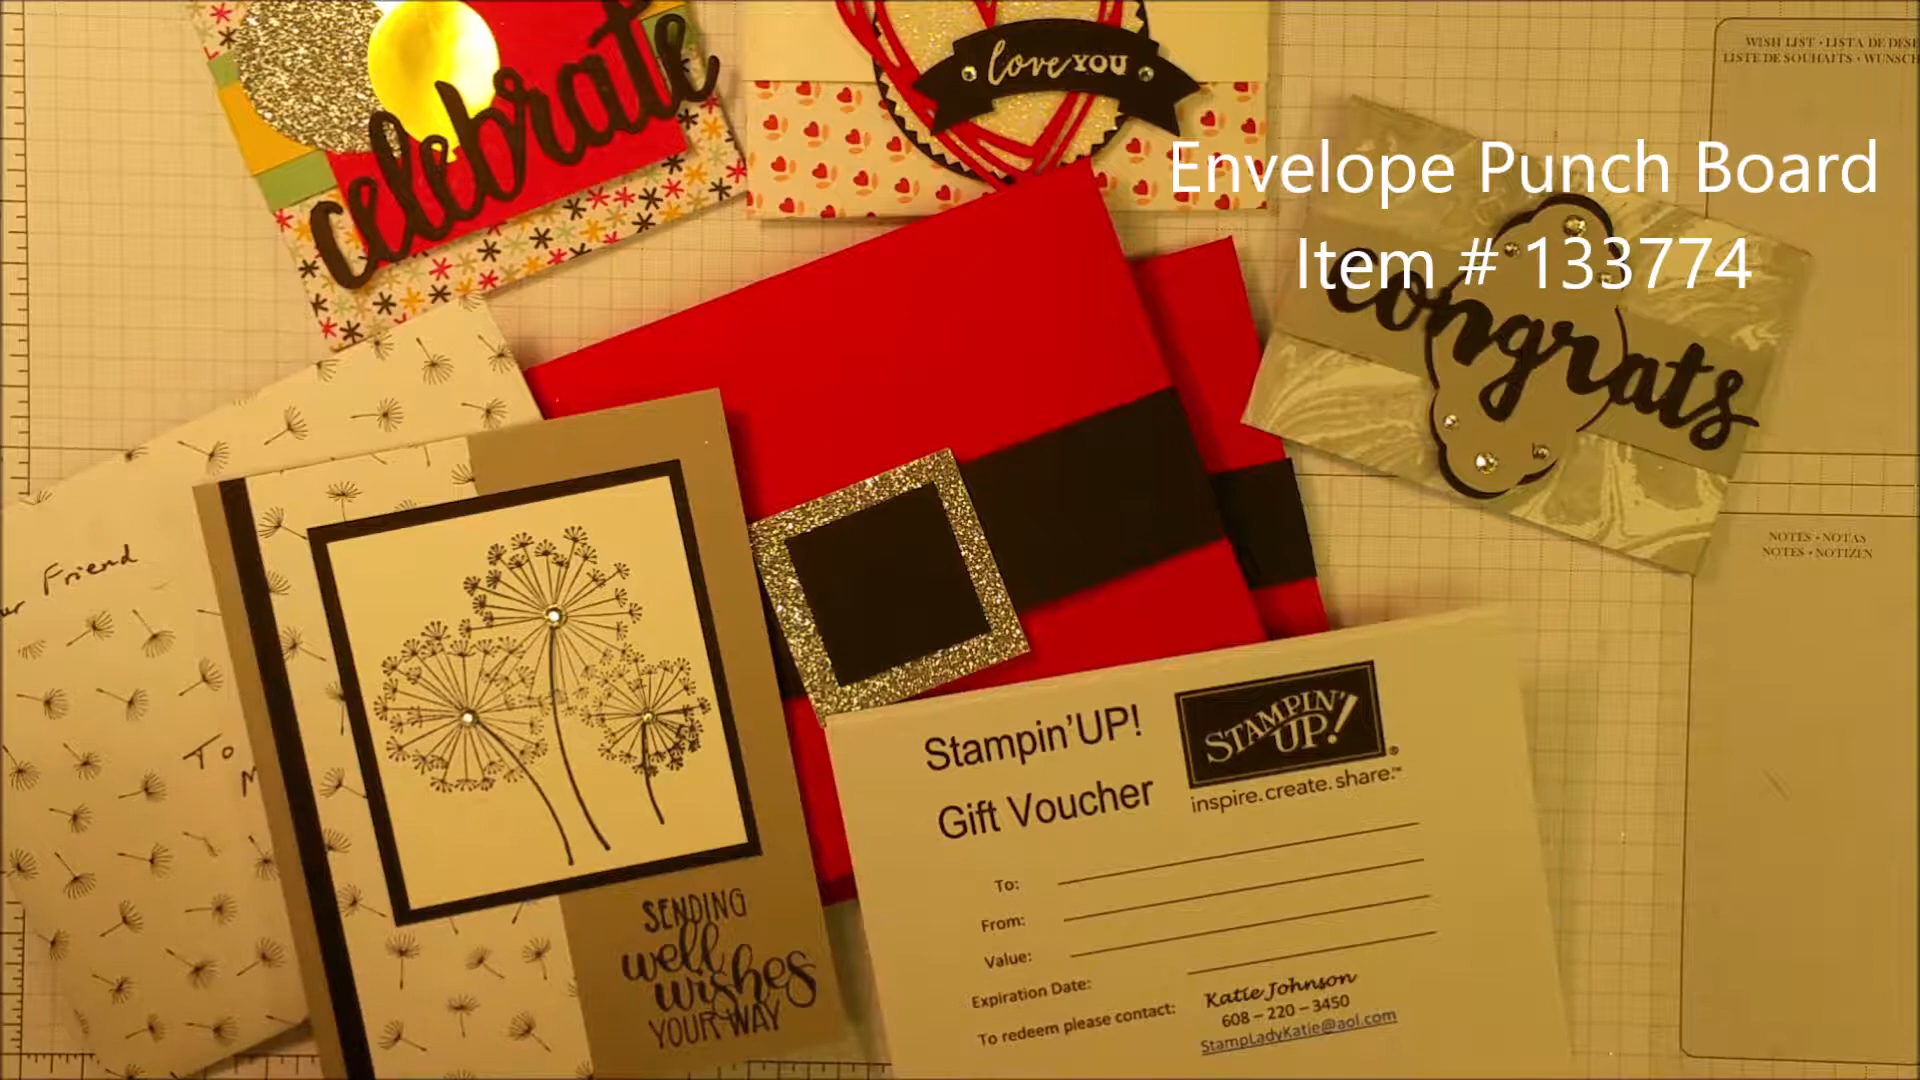 celebrate
love YOU
WISH LIST • LISTA DE DESE
LISTE DE SOUHAITS • WUNSCH
Envelope Punch Board
Item # 133774
congrats
NOTES • NOTAS
NOTES • NOTIZEN
Friend
To
Stampin'UP!
Gift Voucher
STAMPIN'
UP!®
inspire. create. share.™
To:
From:
Value:
Expiration Date:
To redeem please contact:
Katie Johnson
608 – 220 – 3450
StampLadyKatie@aol.com
SENDING
well
wishes
YOUR WAY